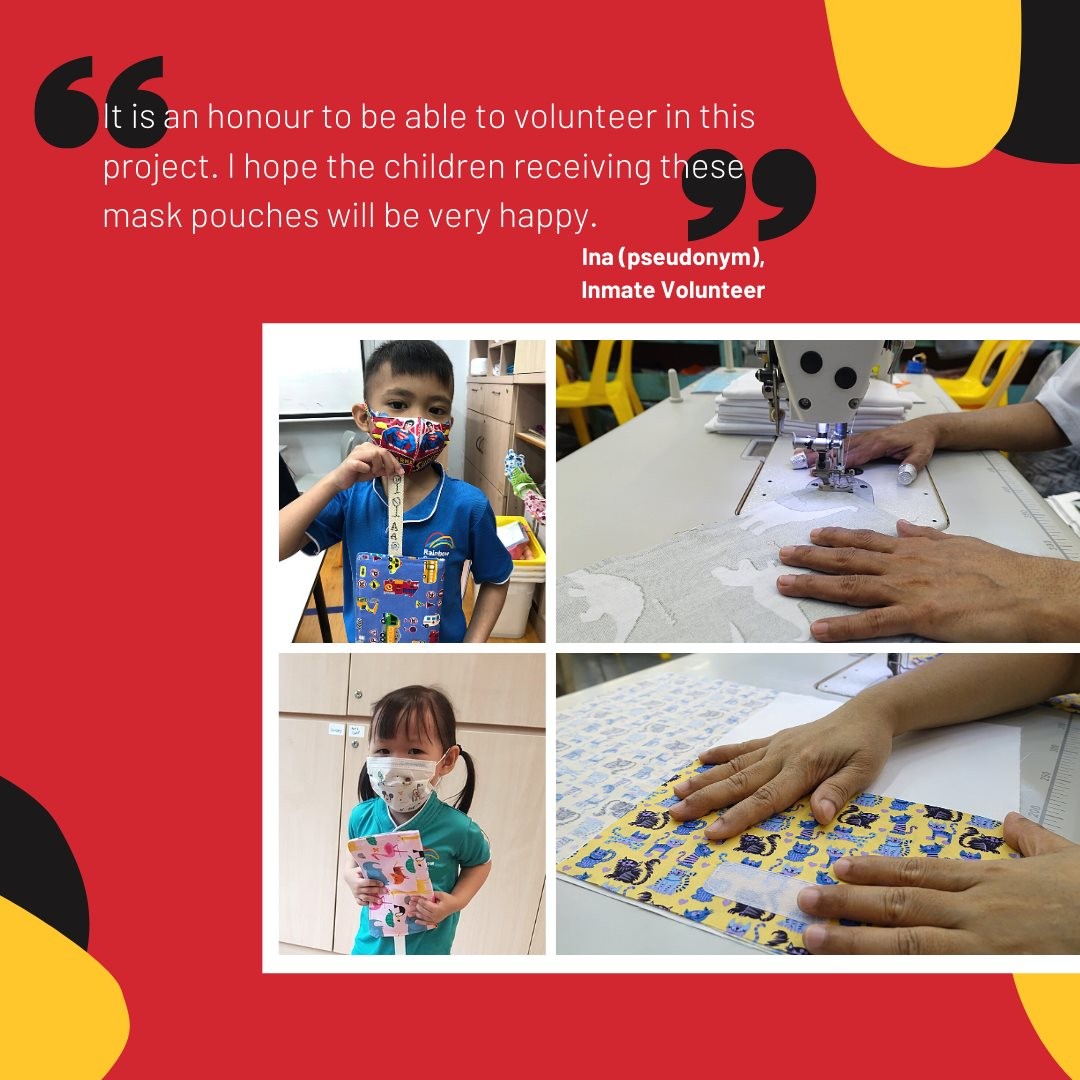 It is an honour to be able to volunteer in this
project. I hope the children receiving these
mask pouches will be very happy.
Ina (pseudonym),
Inmate Volunteer
Rainbow